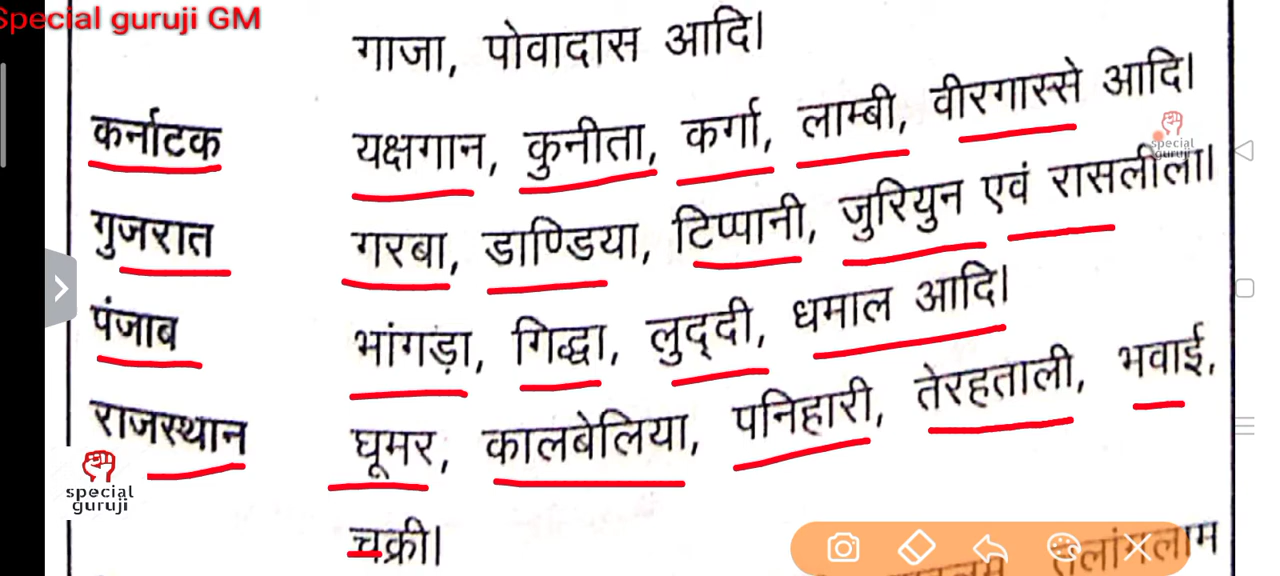 Special guruji GM
गाजा, पोवादास आदि।
कर्नाटक यक्षगान, कुनीता, कर्गा, लाम्बी, वीरगास्से आदि।
special guruji
गुजरात गरबा, डाण्डिया, टिप्पानी, जुरियुन एवं रासलीला।
पंजाब भांगड़ा, गिद्धा, लुद्दी, धमाल आदि।
राजस्थान घूमर, कालबेलिया, पनिहारी, तेरहताली, भवाई,
special
guruji
चक्री।